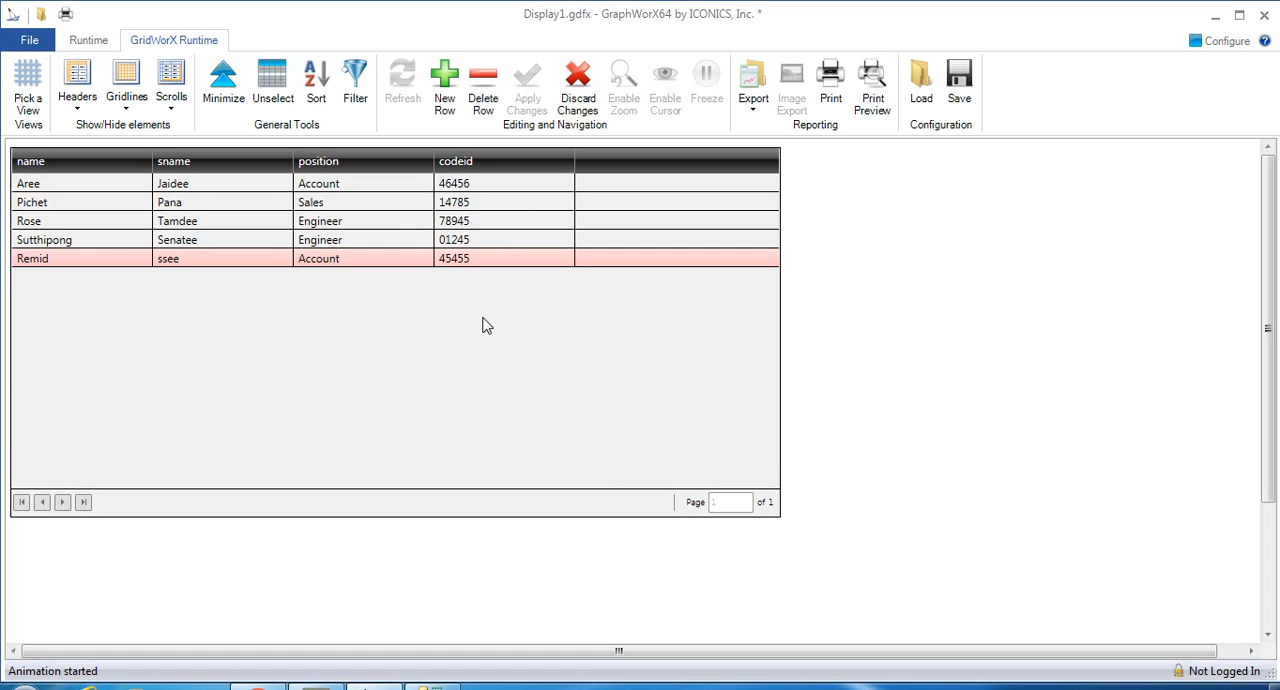 Display1.gdfx - GraphWorX64 by ICONICS, Inc. *
File Runtime GridWorX Runtime Configure
Pick a View Headers Gridlines Scrolls Minimize Unselect Sort Filter Refresh New Row Delete Row Apply Changes Discard Changes Enable Zoom Enable Cursor Freeze Export Image Export Print Print Preview Load Save
Views Show/Hide elements General Tools Editing and Navigation Reporting Configuration
name sname position codeid
Aree Jaidee Account 46456
Pichet Pana Sales 14785
Rose Tamdee Engineer 78945
Sutthipong Senatee Engineer 01245
Remid ssee Account 45455
Page 1 of 1
Animation started Not Logged In